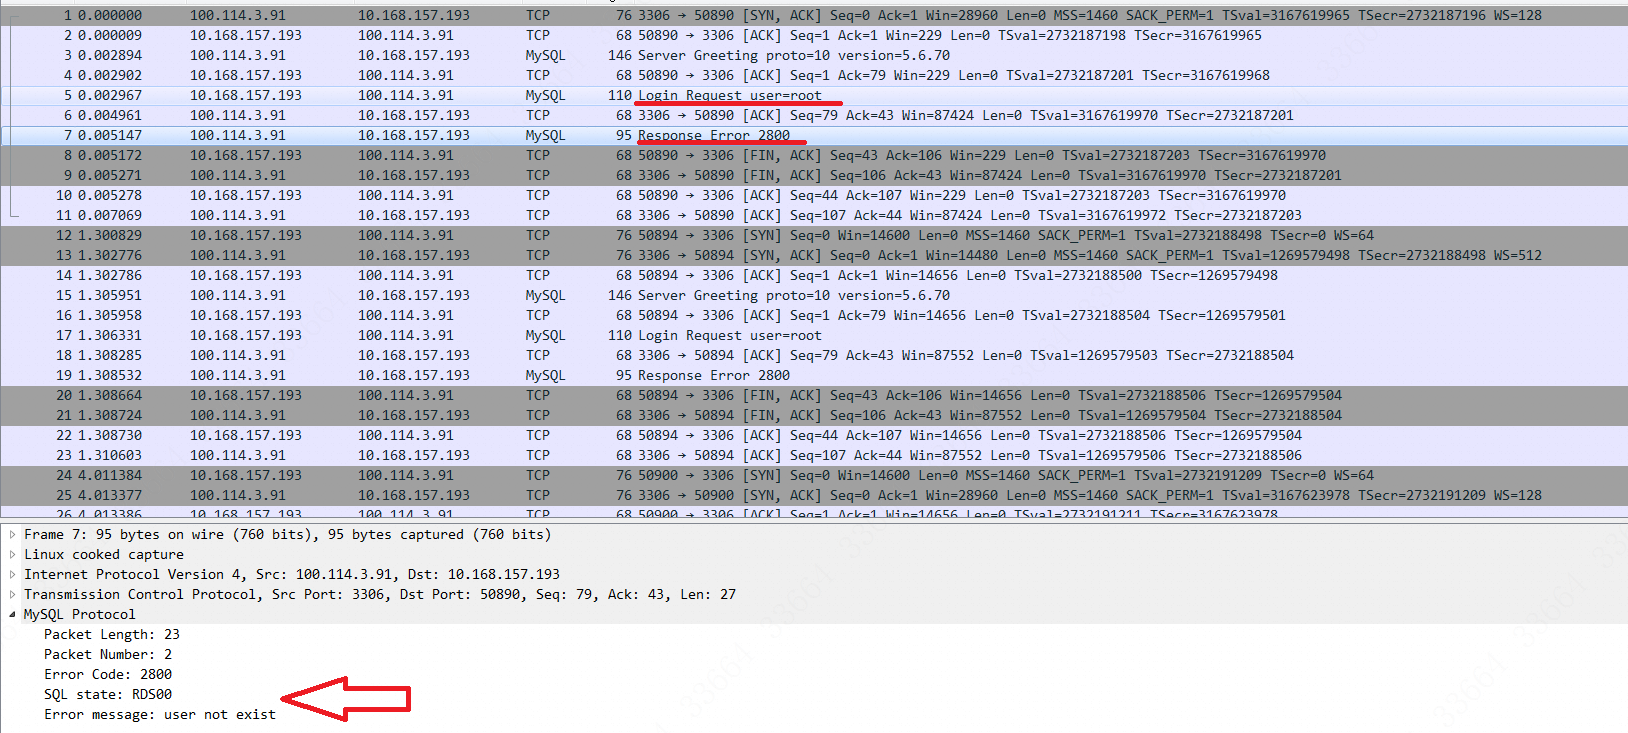 1 0.000000 100.114.3.91 10.168.157.193 TCP 76 3306 → 50890 [SYN, ACK] Seq=0 Ack=1 Win=28960 Len=0 MSS=1460 SACK_PERM=1 TSval=3167619965 TSecr=2732187196 WS=128
2 0.000009 10.168.157.193 100.114.3.91 TCP 68 50890 → 3306 [ACK] Seq=1 Ack=1 Win=229 Len=0 TSval=2732187198 TSecr=3167619965
3 0.002894 100.114.3.91 10.168.157.193 MySQL 146 Server Greeting proto=10 version=5.6.70
4 0.002902 10.168.157.193 100.114.3.91 TCP 68 50890 → 3306 [ACK] Seq=1 Ack=79 Win=229 Len=0 TSval=2732187201 TSecr=3167619968
5 0.002967 10.168.157.193 100.114.3.91 MySQL 110 Login Request user=root
6 0.004961 100.114.3.91 10.168.157.193 TCP 68 3306 → 50890 [ACK] Seq=79 Ack=43 Win=87424 Len=0 TSval=3167619970 TSecr=2732187201
7 0.005147 100.114.3.91 10.168.157.193 MySQL 95 Response Error 2800
8 0.005172 10.168.157.193 100.114.3.91 TCP 68 50890 → 3306 [FIN, ACK] Seq=43 Ack=106 Win=229 Len=0 TSval=2732187203 TSecr=3167619970
9 0.005271 100.114.3.91 10.168.157.193 TCP 68 3306 → 50890 [FIN, ACK] Seq=106 Ack=43 Win=87424 Len=0 TSval=3167619970 TSecr=2732187201
10 0.005278 10.168.157.193 100.114.3.91 TCP 68 50890 → 3306 [ACK] Seq=44 Ack=107 Win=229 Len=0 TSval=2732187203 TSecr=3167619970
11 0.007069 100.114.3.91 10.168.157.193 TCP 68 3306 → 50890 [ACK] Seq=107 Ack=44 Win=87424 Len=0 TSval=3167619972 TSecr=2732187203
12 1.300829 10.168.157.193 100.114.3.91 TCP 76 50894 → 3306 [SYN] Seq=0 Win=14600 Len=0 MSS=1460 SACK_PERM=1 TSval=2732188498 TSecr=0 WS=64
13 1.302776 100.114.3.91 10.168.157.193 TCP 76 3306 → 50894 [SYN, ACK] Seq=0 Ack=1 Win=14480 Len=0 MSS=1460 SACK_PERM=1 TSval=1269579498 TSecr=2732188498 WS=512
14 1.302786 10.168.157.193 100.114.3.91 TCP 68 50894 → 3306 [ACK] Seq=1 Ack=1 Win=14656 Len=0 TSval=2732188500 TSecr=1269579498
15 1.305951 100.114.3.91 10.168.157.193 MySQL 146 Server Greeting proto=10 version=5.6.70
16 1.305958 10.168.157.193 100.114.3.91 TCP 68 50894 → 3306 [ACK] Seq=1 Ack=79 Win=14656 Len=0 TSval=2732188504 TSecr=1269579501
17 1.306331 10.168.157.193 100.114.3.91 MySQL 110 Login Request user=root
18 1.308285 100.114.3.91 10.168.157.193 TCP 68 3306 → 50894 [ACK] Seq=79 Ack=43 Win=87552 Len=0 TSval=1269579503 TSecr=2732188504
19 1.308532 100.114.3.91 10.168.157.193 MySQL 95 Response Error 2800
20 1.308664 10.168.157.193 100.114.3.91 TCP 68 50894 → 3306 [FIN, ACK] Seq=43 Ack=106 Win=14656 Len=0 TSval=2732188506 TSecr=1269579504
21 1.308724 100.114.3.91 10.168.157.193 TCP 68 3306 → 50894 [FIN, ACK] Seq=106 Ack=43 Win=87552 Len=0 TSval=1269579504 TSecr=2732188504
22 1.308730 10.168.157.193 100.114.3.91 TCP 68 50894 → 3306 [ACK] Seq=44 Ack=107 Win=14656 Len=0 TSval=2732188506 TSecr=1269579504
23 1.310603 100.114.3.91 10.168.157.193 TCP 68 3306 → 50894 [ACK] Seq=107 Ack=44 Win=87552 Len=0 TSval=1269579506 TSecr=2732188506
24 4.011384 10.168.157.193 100.114.3.91 TCP 76 50900 → 3306 [SYN] Seq=0 Win=14600 Len=0 MSS=1460 SACK_PERM=1 TSval=2732191209 TSecr=0 WS=64
25 4.013377 100.114.3.91 10.168.157.193 TCP 76 3306 → 50900 [SYN, ACK] Seq=0 Ack=1 Win=28960 Len=0 MSS=1460 SACK_PERM=1 TSval=3167623978 TSecr=2732191209 WS=128
26 4.013386 10.168.157.193 100.114.3.91 TCP 68 50900 → 3306 [ACK] Seq=1 Ack=1 Win=14656 Len=0 TSval=2732191211 TSecr=3167623978
Frame 7: 95 bytes on wire (760 bits), 95 bytes captured (760 bits)
Linux cooked capture
Internet Protocol Version 4, Src: 100.114.3.91, Dst: 10.168.157.193
Transmission Control Protocol, Src Port: 3306, Dst Port: 50890, Seq: 79, Ack: 43, Len: 27
MySQL Protocol
Packet Length: 23
Packet Number: 2
Error Code: 2800
SQL state: RDS00
Error message: user not exist